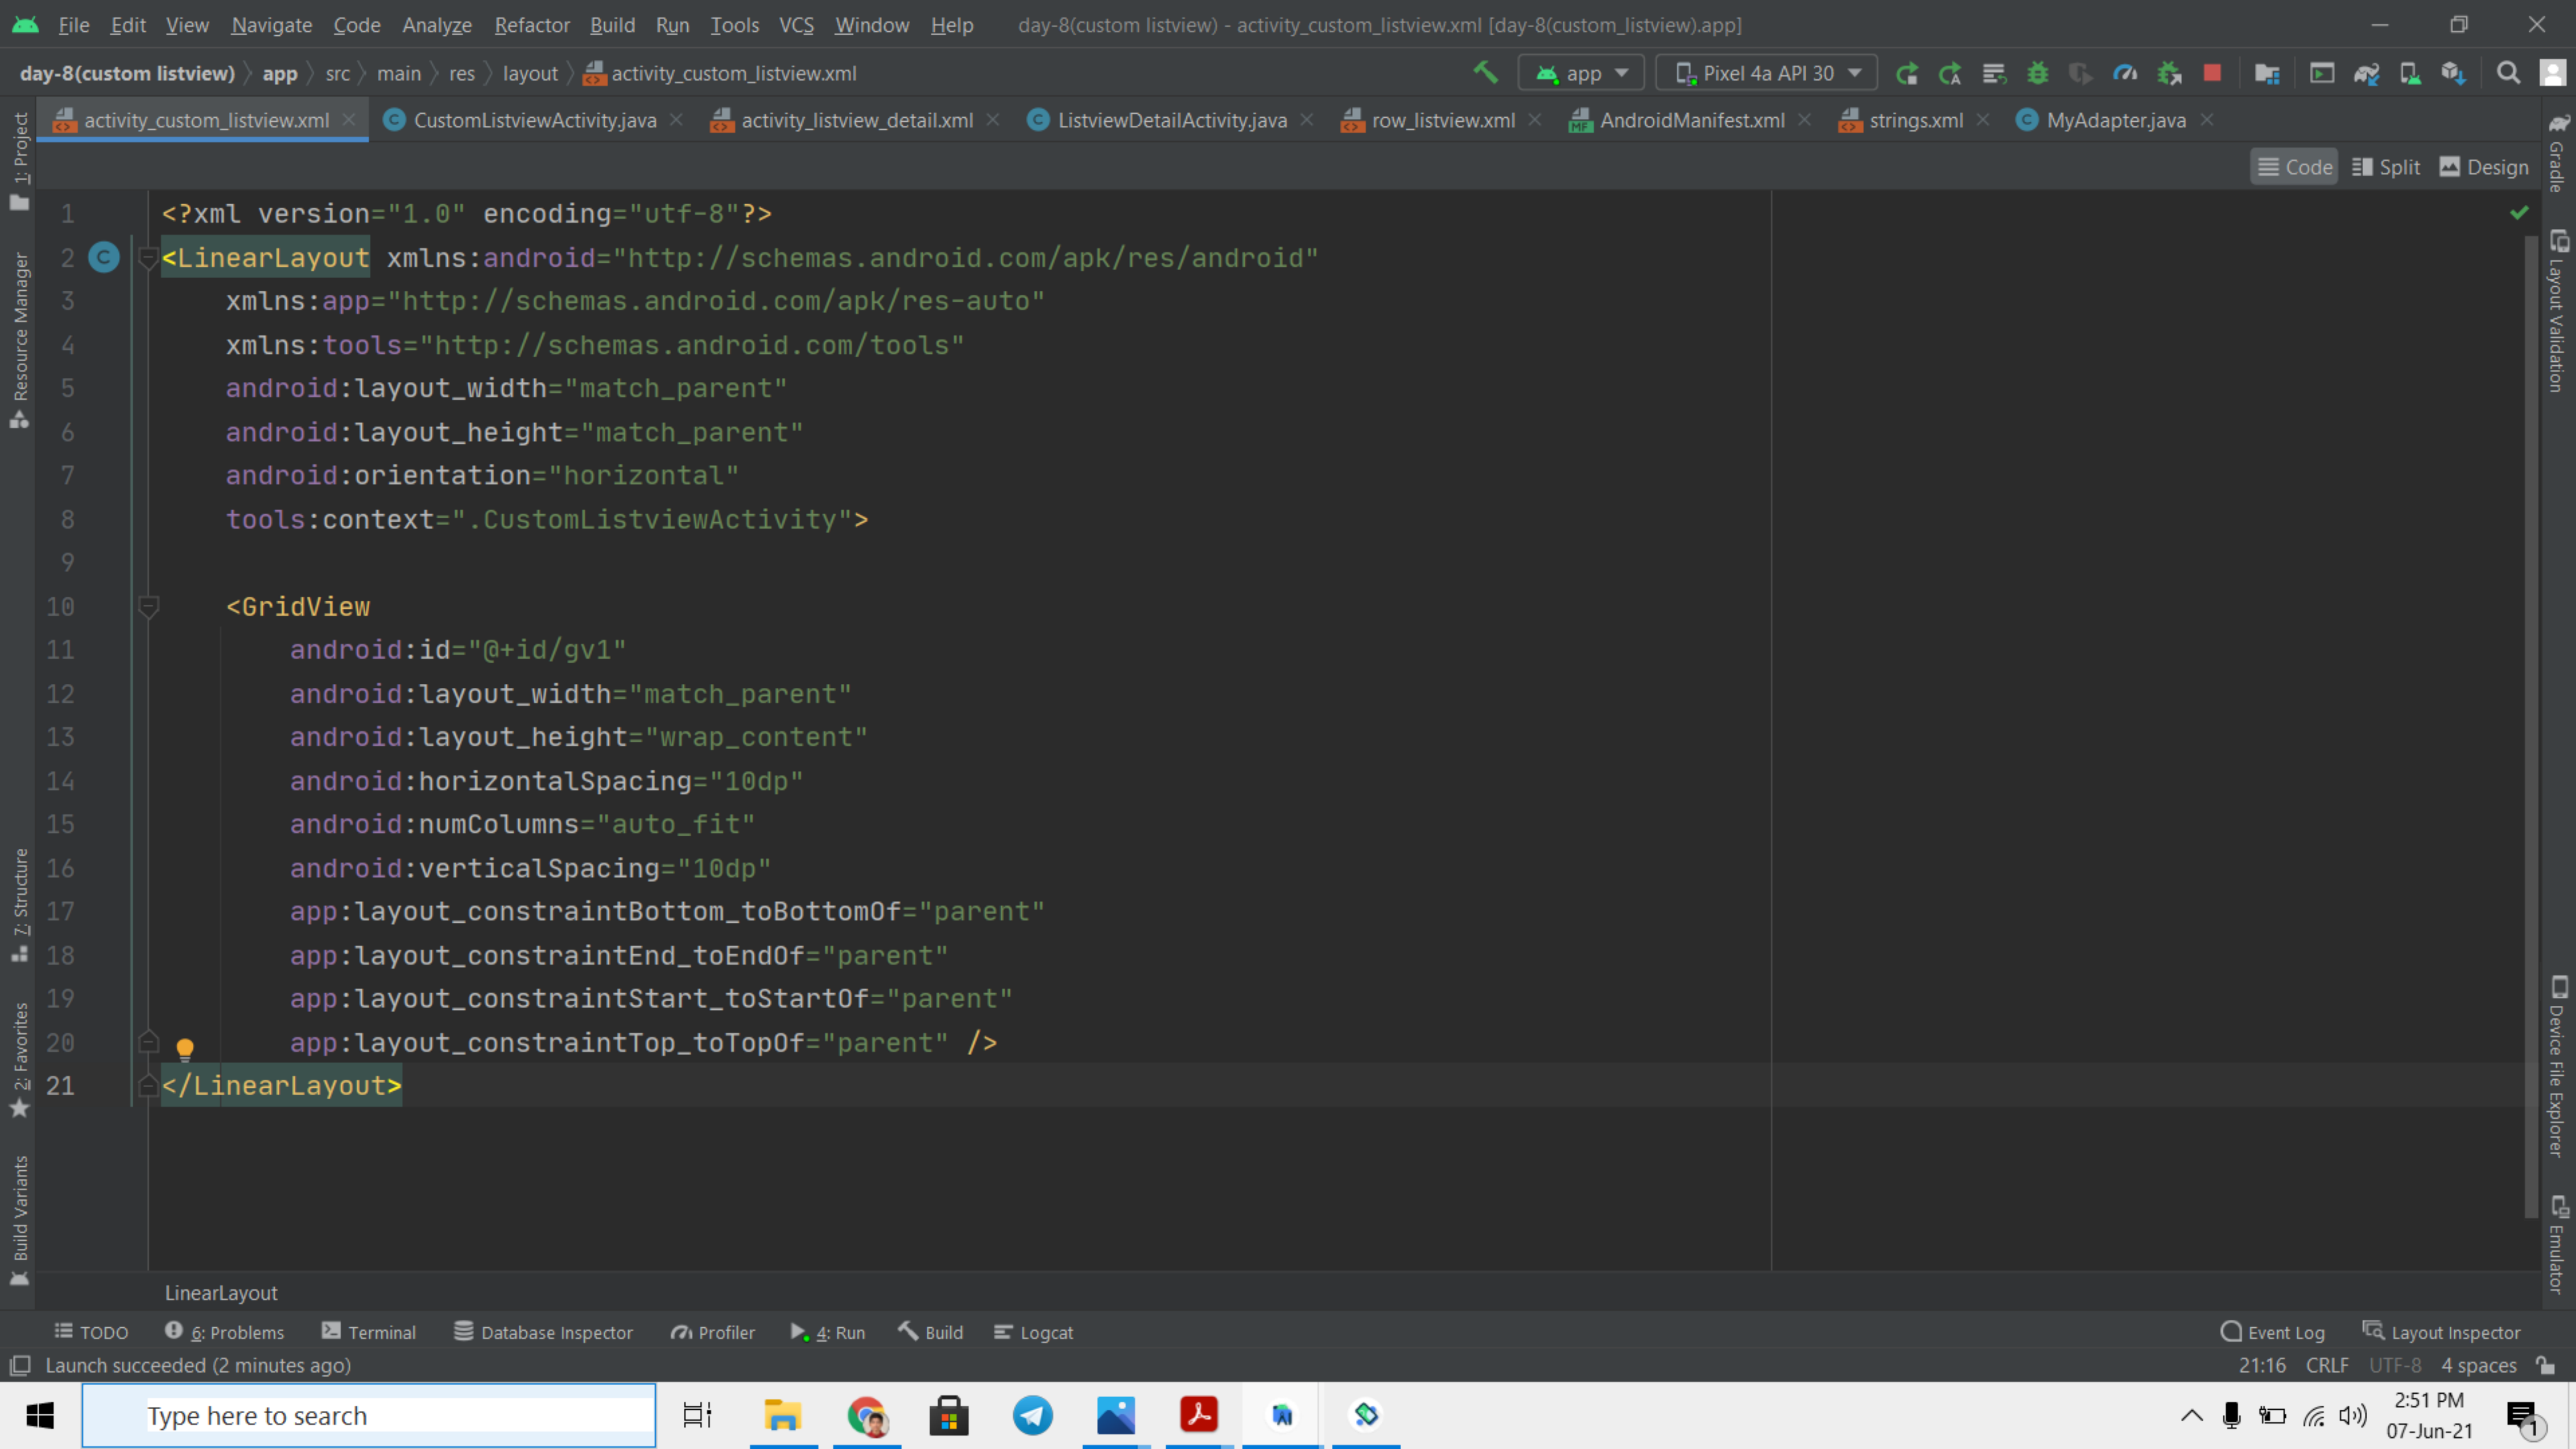 File Edit View Navigate Code Analyze Refactor Build Run Tools VCS Window Help day-8(custom listview) - activity_custom_listview.xml [day-8(custom_listview).app]
day-8(custom listview) app src main res layout activity_custom_listview.xml app Pixel 4a API 30
activity_custom_listview.xml CustomListviewActivity.java activity_listview_detail.xml ListviewDetailActivity.java row_listview.xml AndroidManifest.xml strings.xml MyAdapter.java
Code Split Design
1: Project
Resource Manager
7: Structure
2: Favorites
Build Variants
1 <?xml version="1.0" encoding="utf-8"?>
2 <LinearLayout xmlns:android="http://schemas.android.com/apk/res/android"
3 xmlns:app="http://schemas.android.com/apk/res-auto"
4 xmlns:tools="http://schemas.android.com/tools"
5 android:layout_width="match_parent"
6 android:layout_height="match_parent"
7 android:orientation="horizontal"
8 tools:context=".CustomListviewActivity">
9
10 <GridView
11 android:id="@+id/gv1"
12 android:layout_width="match_parent"
13 android:layout_height="wrap_content"
14 android:horizontalSpacing="10dp"
15 android:numColumns="auto_fit"
16 android:verticalSpacing="10dp"
17 app:layout_constraintBottom_toBottomOf="parent"
18 app:layout_constraintEnd_toEndOf="parent"
19 app:layout_constraintStart_toStartOf="parent"
20 app:layout_constraintTop_toTopOf="parent" />
21 </LinearLayout>
Gradle
Layout Validation
Device File Explorer
Emulator
LinearLayout
TODO 6: Problems Terminal Database Inspector Profiler 4: Run Build Logcat Event Log Layout Inspector
Launch succeeded (2 minutes ago) 21:16 CRLF UTF-8 4 spaces
Type here to search
2:51 PM
07-Jun-21
1